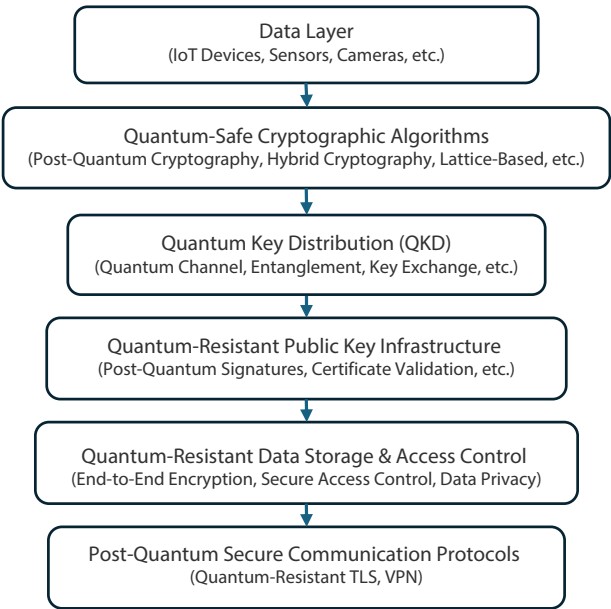 Data Layer
(IoT Devices, Sensors, Cameras, etc.)
Quantum-Safe Cryptographic Algorithms
(Post-Quantum Cryptography, Hybrid Cryptography, Lattice-Based, etc.)
Quantum Key Distribution (QKD)
(Quantum Channel, Entanglement, Key Exchange, etc.)
Quantum-Resistant Public Key Infrastructure
(Post-Quantum Signatures, Certificate Validation, etc.)
Quantum-Resistant Data Storage & Access Control
(End-to-End Encryption, Secure Access Control, Data Privacy)
Post-Quantum Secure Communication Protocols
(Quantum-Resistant TLS, VPN)